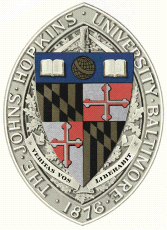 THE·JOHNS·HOPKINS·UNIVERSITY·BALTIMORE·
·1876·
VERITAS VOS
LIBERABIT